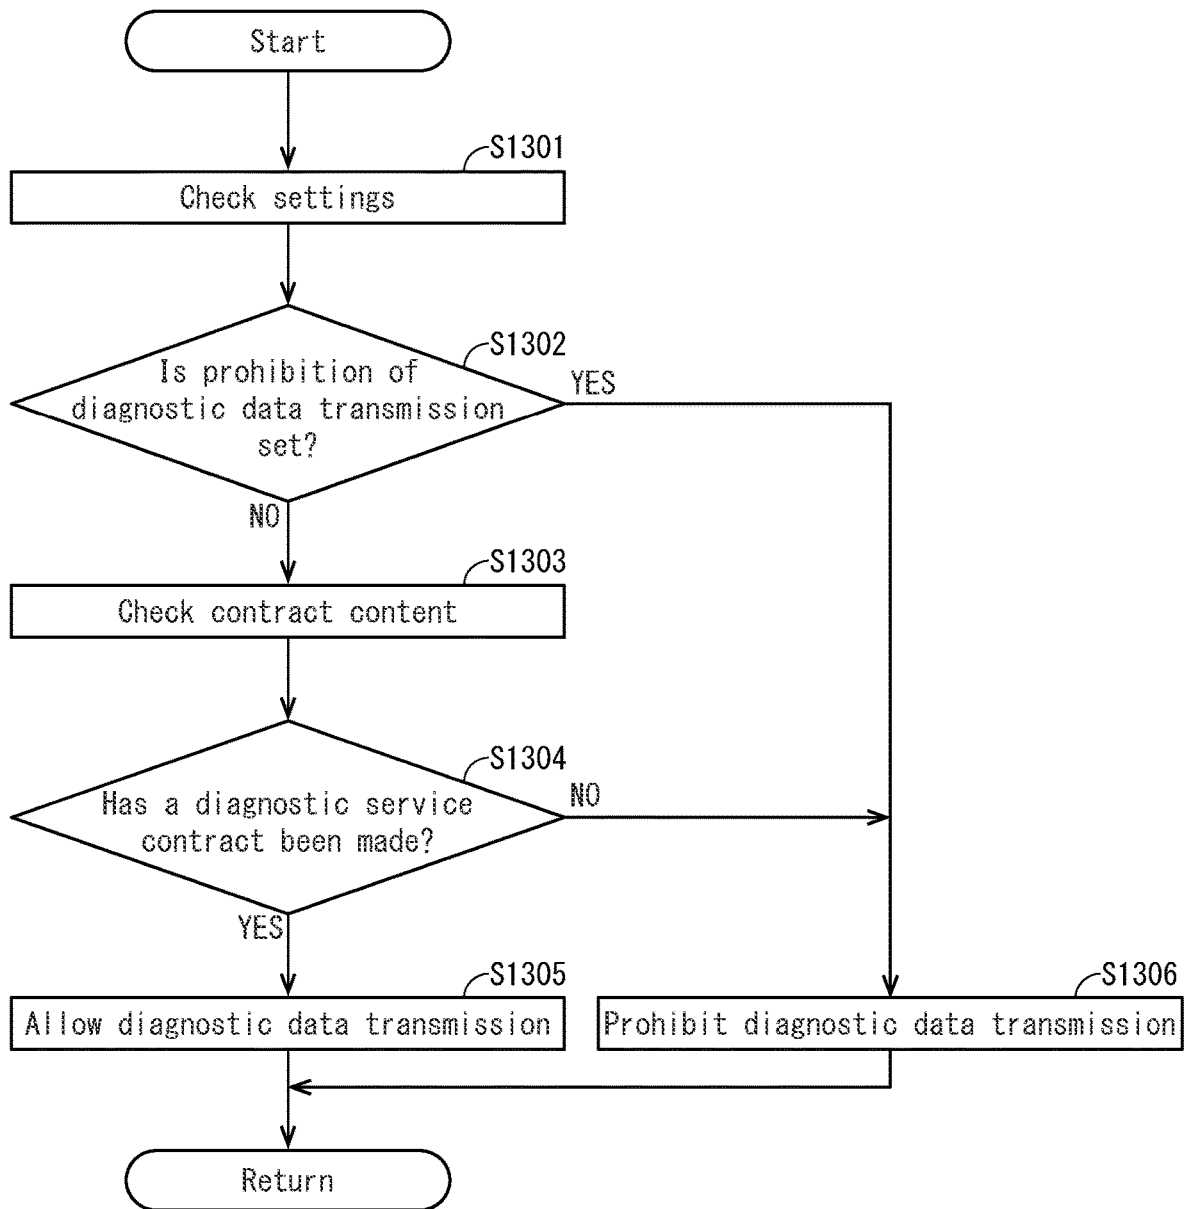 Start
S1301
Check settings
S1302
Is prohibition of
diagnostic data transmission
set?
YES
NO
S1303
Check contract content
S1304
Has a diagnostic service
contract been made?
NO
YES
S1305
Allow diagnostic data transmission
S1306
Prohibit diagnostic data transmission
Return